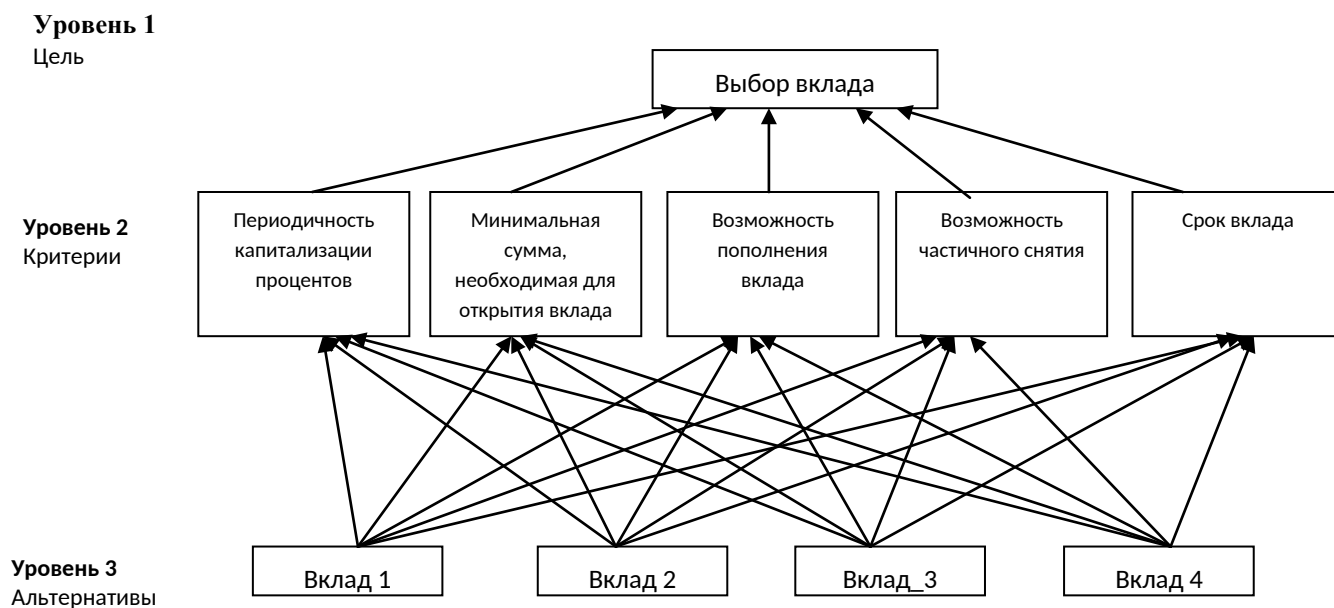 Уровень 1
Цель
Выбор вклада
Уровень 2
Критерии
Периодичность
капитализации
процентов
Минимальная
сумма,
необходимая для
открытия вклада
Возможность
пополнения
вклада
Возможность
частичного снятия
Срок вклада
Уровень 3
Альтернативы
Вклад 1
Вклад 2
Вклад_3
Вклад 4